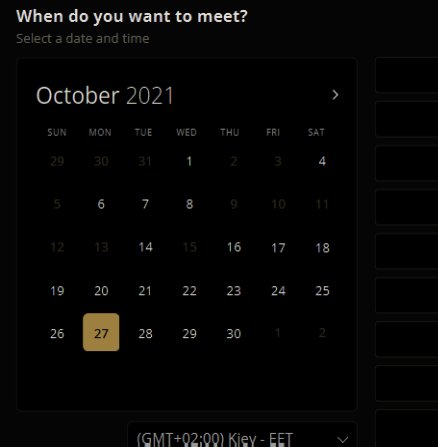 When do you want to meet?
Select a date and time
October 2021 >
SUN MON TUE WED THU FRI SAT
29 30 31 1 2 3 4
5 6 7 8 9 10 11
12 13 14 15 16 17 18
19 20 21 22 23 24 25
26 27 28 29 30 1 2
(GMT+02:00) Kiev - EET